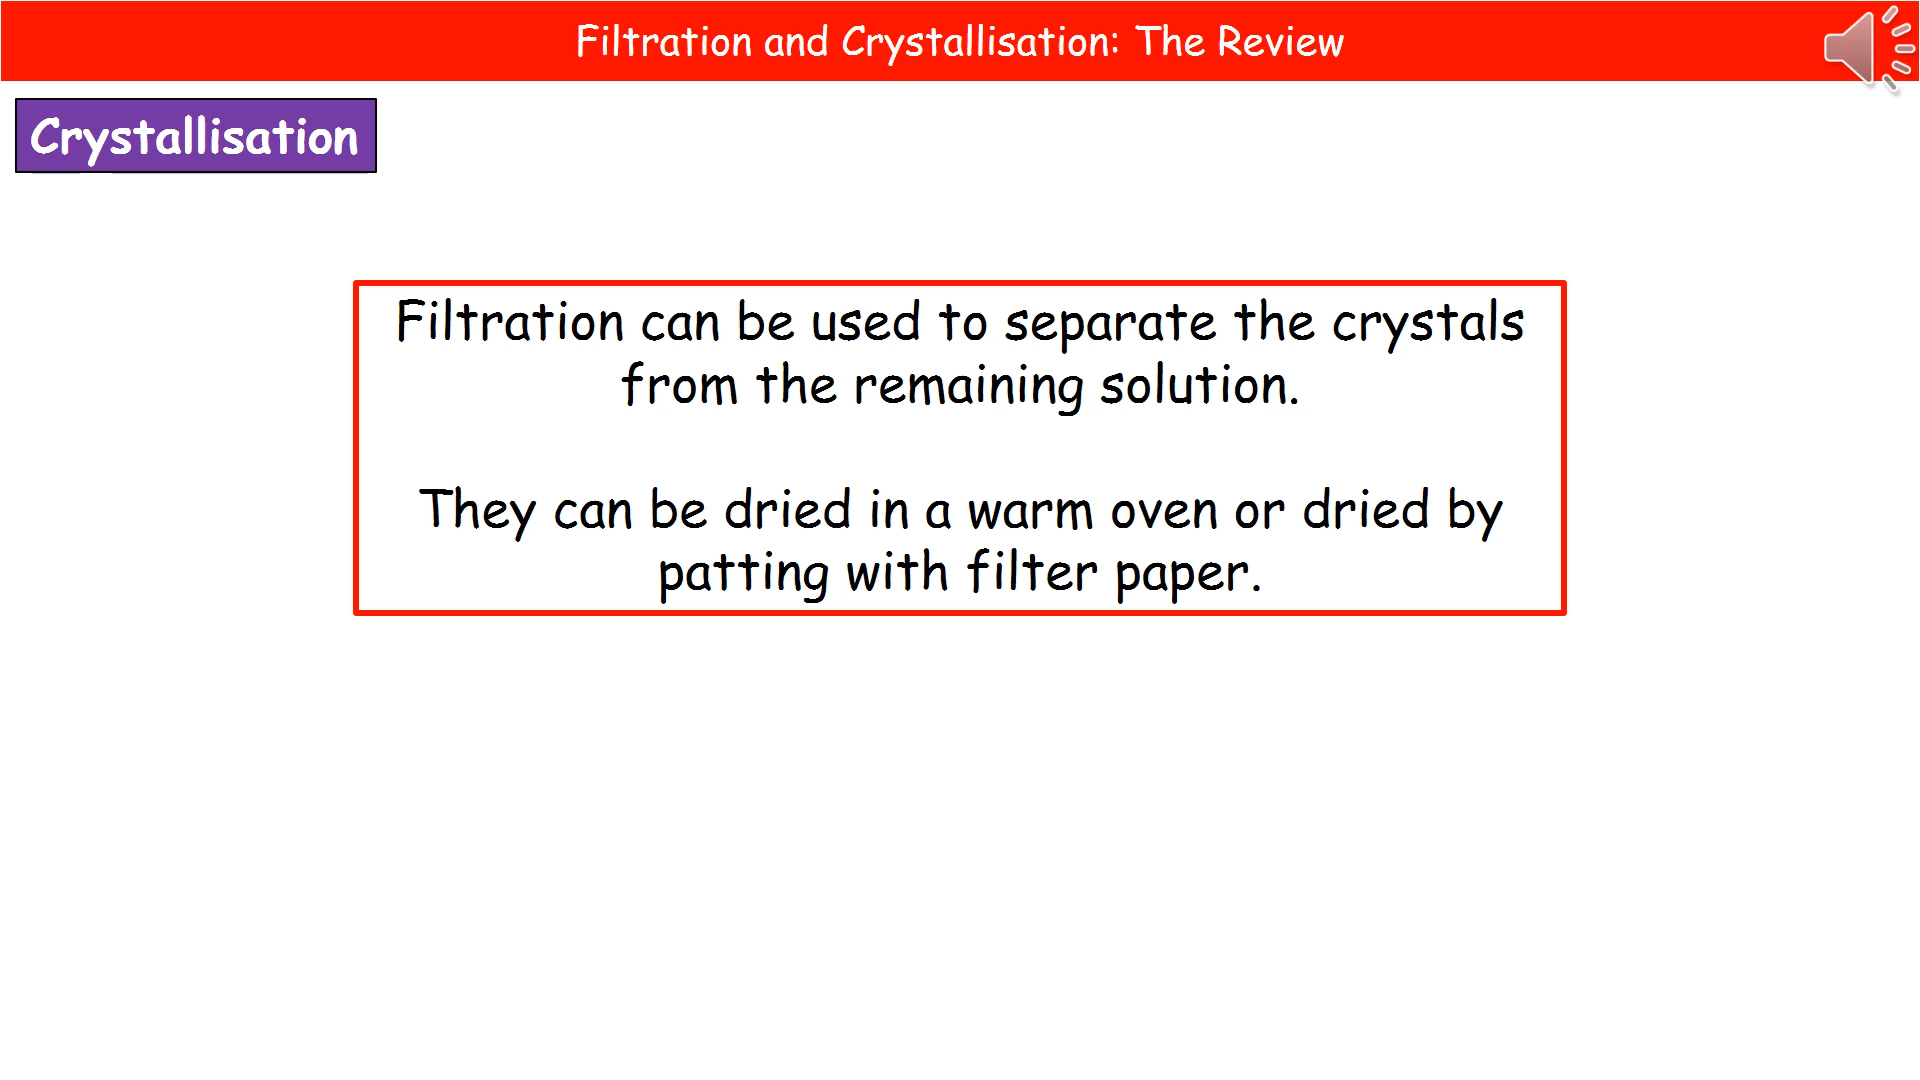 Filtration and Crystallisation: The Review
Crystallisation
Filtration can be used to separate the crystals
from the remaining solution.
They can be dried in a warm oven or dried by
patting with filter paper.